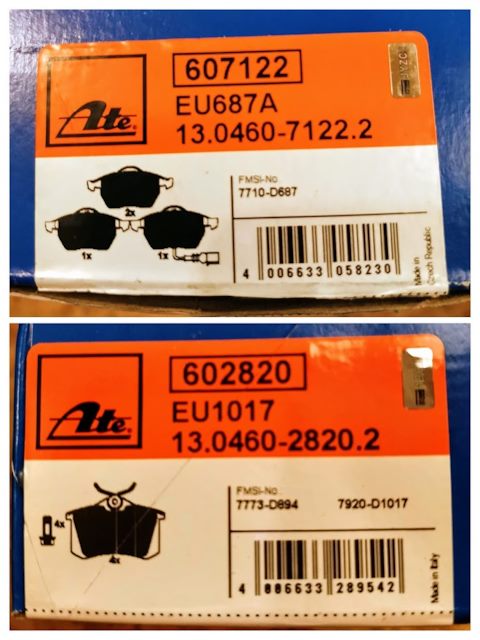 607122
EU687A
Ate
13.0460-7122.2
FMSI-No.
7710-D687
2x
1x 1x
4 006633 058230
Made in
Czech Republic
602820
EU1017
Ate
13.0460-2820.2
FMSI-No.
7773-D894 7920-D1017
4x
4x
4 006633 289542
Made in Italy